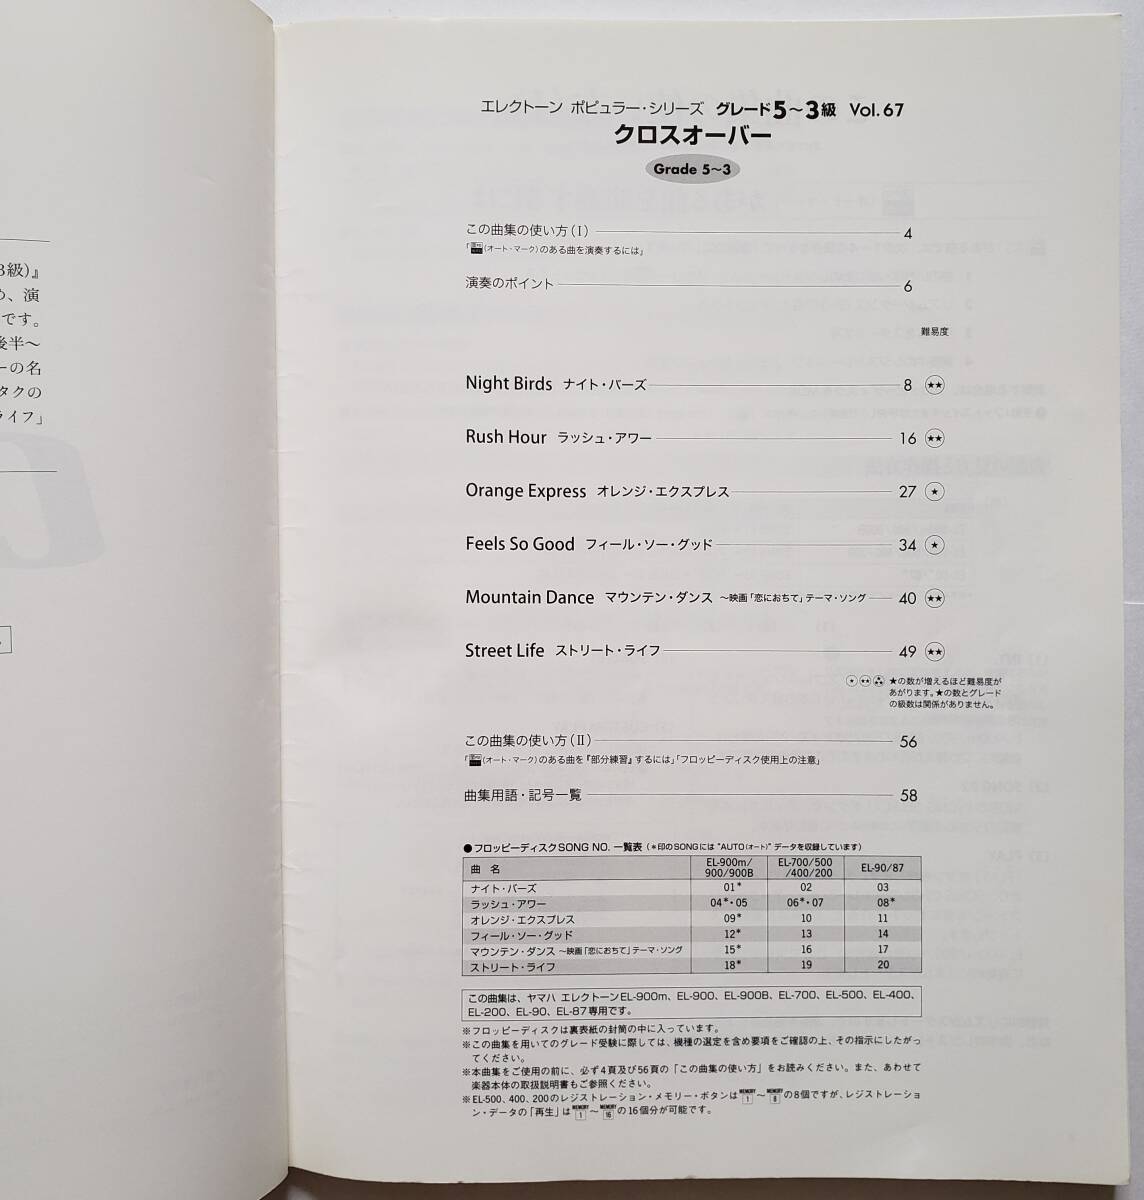 3級)』
め、演
です。
後半～
ーの名
タクの
ライフ」
エレクトーン ポピュラー・シリーズ グレード5～3級 Vol.67
クロスオーバー
Grade 5～3
この曲集の使い方(Ⅰ) 4
「(オート・マーク)のある曲を演奏するには」
演奏のポイント 6
難易度
Night Birds ナイト・バーズ 8 ★★
Rush Hour ラッシュ・アワー 16 ★★
Orange Express オレンジ・エクスプレス 27 ★
Feels So Good フィール・ソー・グッド 34 ★
Mountain Dance マウンテン・ダンス ～映画「恋におちて」テーマ・ソング 40 ★★
Street Life ストリート・ライフ 49 ★★
★ ★★ ★★★ ★の数が増えるほど難易度が
あがります。★の数とグレード
の級数は関係がありません。
この曲集の使い方(Ⅱ) 56
「(オート・マーク)のある曲を『部分練習』するには」「フロッピーディスク使用上の注意」
曲集用語・記号一覧 58
●フロッピーディスクSONG NO. 一覧表 (＊印のSONGには "AUTO(オート)" データを収録しています)
曲 名 EL-900m/900/900B EL-700/500/400/200 EL-90/87
ナイト・バーズ 01＊ 02 03
ラッシュ・アワー 04＊・05 06＊・07 08＊
オレンジ・エクスプレス 09＊ 10 11
フィール・ソー・グッド 12＊ 13 14
マウンテン・ダンス ～映画「恋におちて」テーマ・ソング 15＊ 16 17
ストリート・ライフ 18＊ 19 20
この曲集は、ヤマハ エレクトーンEL-900m、EL-900、EL-900B、EL-700、EL-500、EL-400、
EL-200、EL-90、EL-87専用です。
※フロッピーディスクは裏表紙の封筒の中に入っています。
※この曲集を用いてのグレード受験に際しては、機種の選定を含め要項をご確認の上、その指示にしたがっ
てください。
※本曲集をご使用の前に、必ず4頁及び56頁の「この曲集の使い方」をお読みください。また、あわせて
楽器本体の取扱説明書もご参照ください。
※EL-500、400、200のレジストレーション・メモリー・ボタンはMEMORY 1～MEMORY 8の8個ですが、レジストレーショ
ン・データの「再生」はMEMORY 1～MEMORY 16の16個分が可能です。